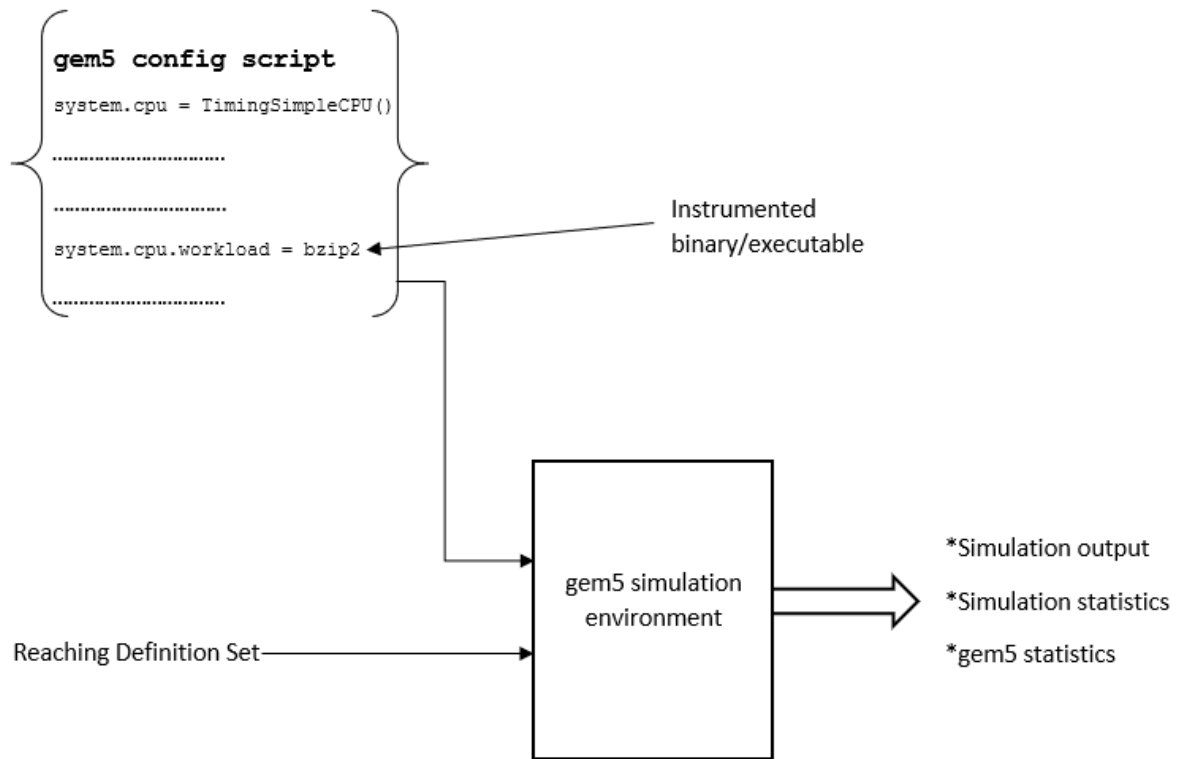 gem5 config script
system.cpu = TimingSimpleCPU()
................................
................................
system.cpu.workload = bzip2
................................
Instrumented
binary/executable
gem5 simulation
environment
Reaching Definition Set
*Simulation output
*Simulation statistics
*gem5 statistics